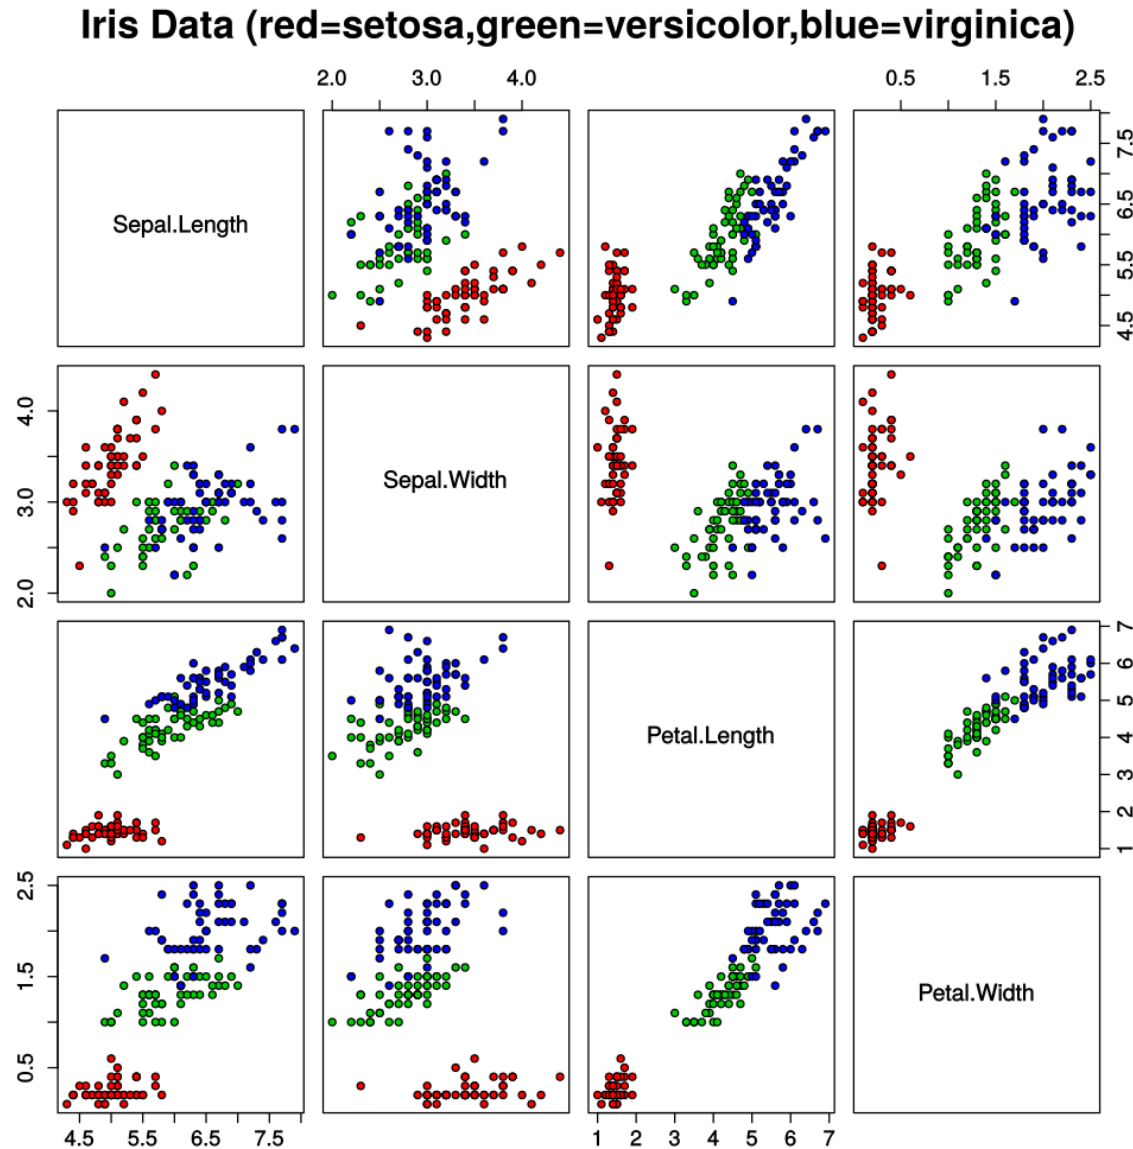 Iris Data (red=setosa,green=versicolor,blue=virginica)
2.0 3.0 4.0 0.5 1.5 2.5
Sepal.Length
4.5 5.5 6.5 7.5
2.0 3.0 4.0
Sepal.Width
Petal.Length
1 2 3 4 5 6 7
0.5 1.5 2.5
Petal.Width
4.5 5.5 6.5 7.5 1 2 3 4 5 6 7